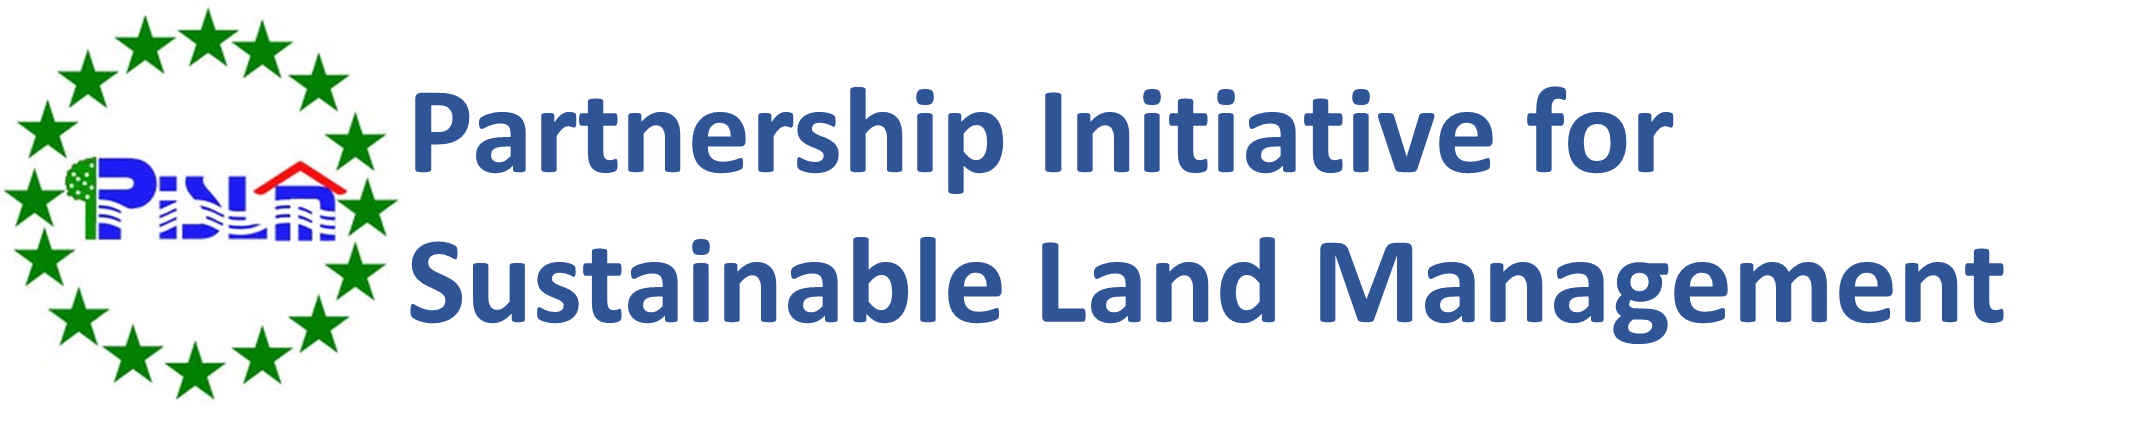 PISLM
Partnership Initiative for
Sustainable Land Management